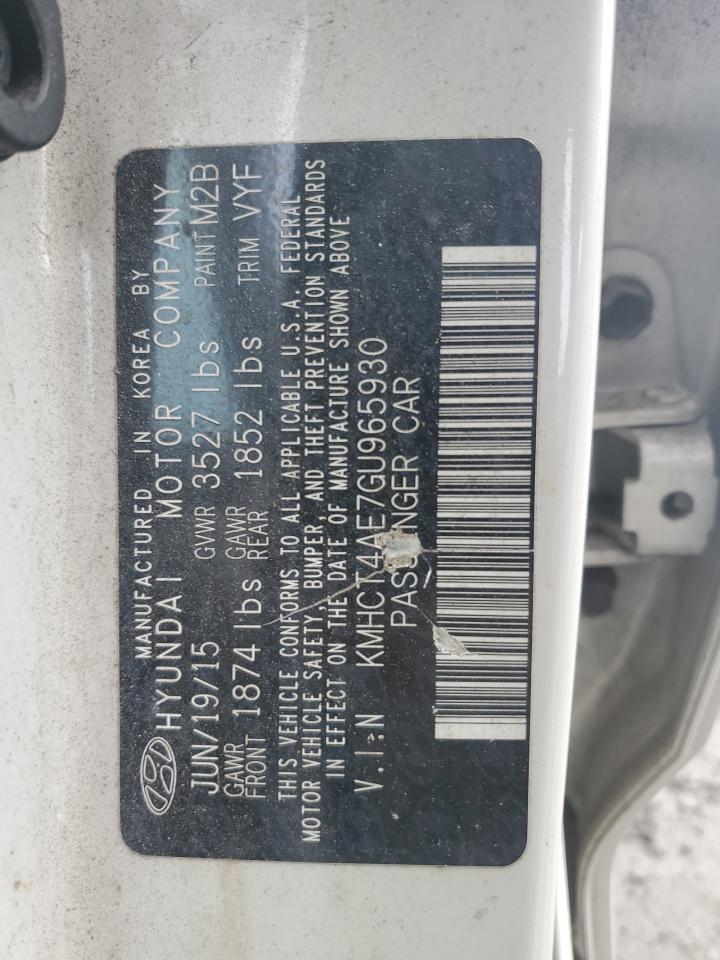 MANUFACTURED IN KOREA BY
HYUNDAI MOTOR COMPANY
JUN/19/15 GVWR 3527 lbs PAINT M2B
GAWR FRONT 1874 lbs GAWR REAR 1852 lbs TRIM VYF
THIS VEHICLE CONFORMS TO ALL APPLICABLE U.S.A. FEDERAL
MOTOR VEHICLE SAFETY, BUMPER, AND THEFT PREVENTION STANDARDS
IN EFFECT ON THE DATE OF MANUFACTURE SHOWN ABOVE
V.I.N KMHCT4AE7GU965930
PASSENGER CAR